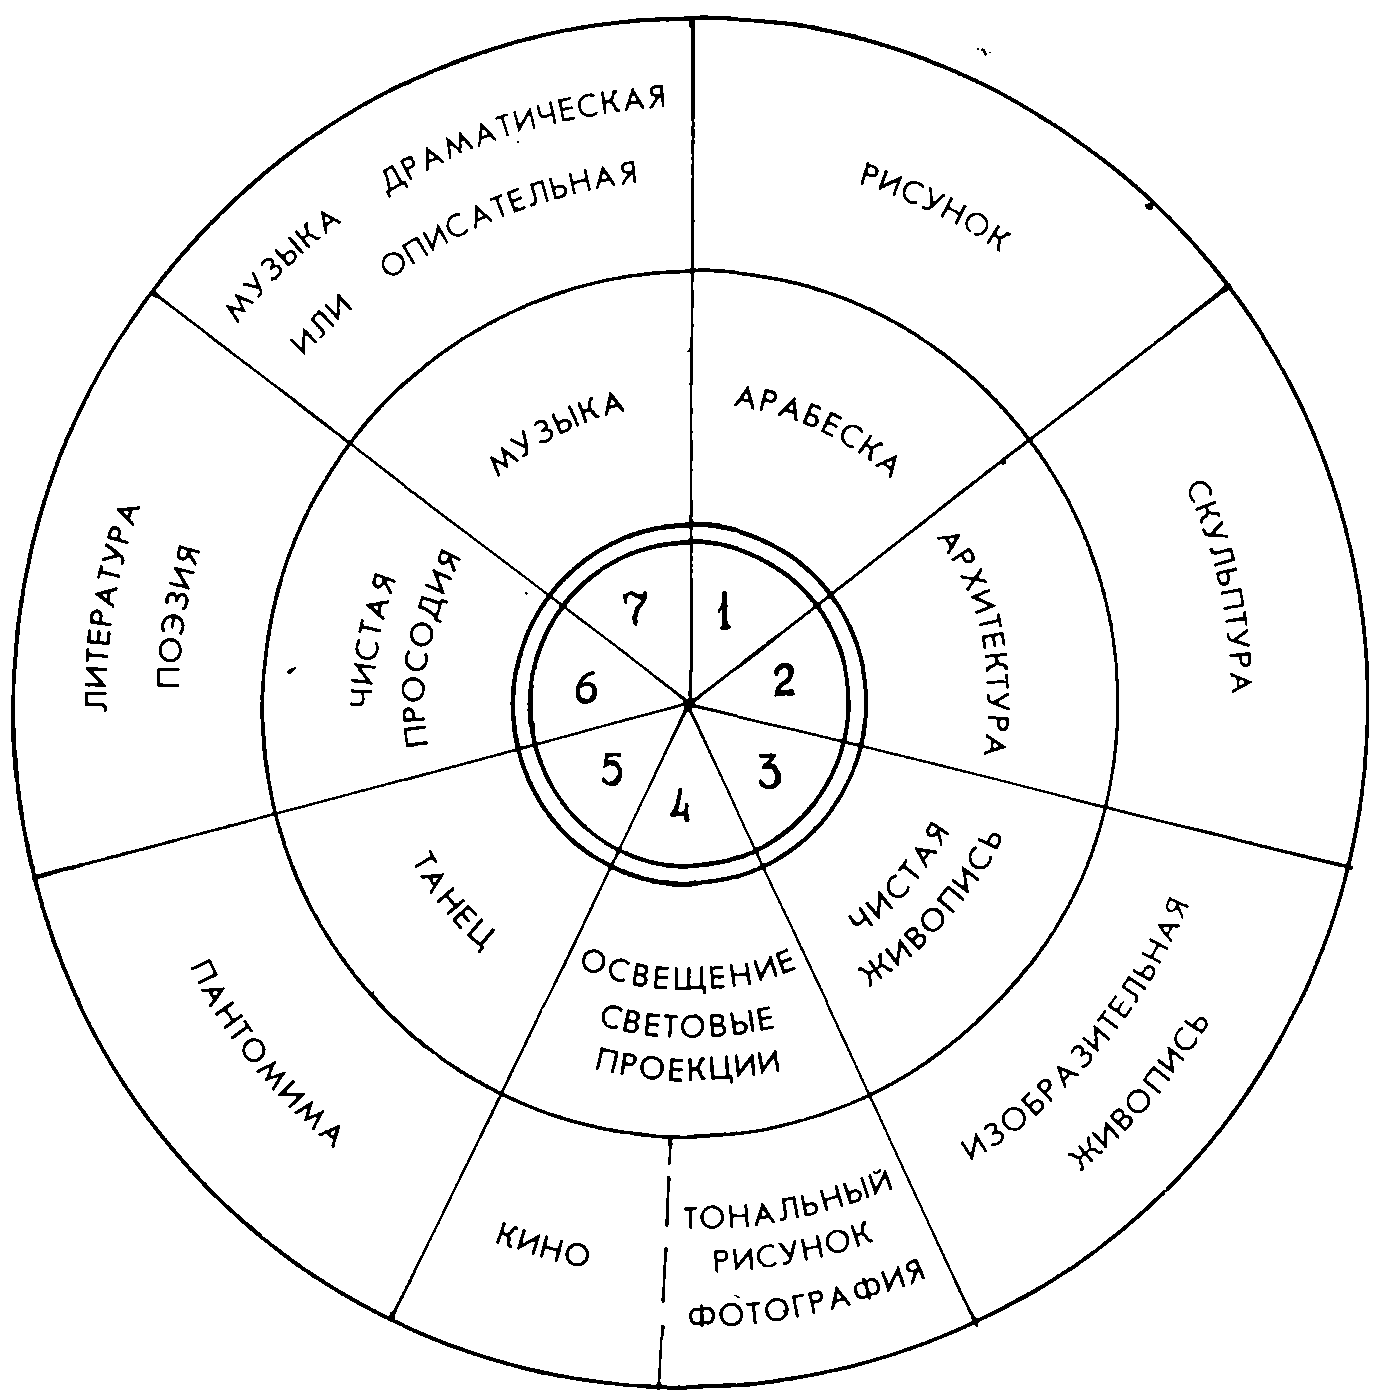 МУЗЫКА ДРАМАТИЧЕСКАЯ
ИЛИ ОПИСАТЕЛЬНАЯ
РИСУНОК
МУЗЫКА
АРАБЕСКА
ЛИТЕРАТУРА
ПОЭЗИЯ
ЧИСТАЯ
ПРОСОДИЯ
АРХИТЕКТУРА
СКУЛЬПТУРА
7
1
6
2
5
3
4
ТАНЕЦ
ЧИСТАЯ
ЖИВОПИСЬ
ОСВЕЩЕНИЕ
СВЕТОВЫЕ
ПРОЕКЦИИ
ПАНТОМИМА
ИЗОБРАЗИТЕЛЬНАЯ
ЖИВОПИСЬ
КИНО
ТОНАЛЬНЫЙ
РИСУНОК
ФОТОГРАФИЯ